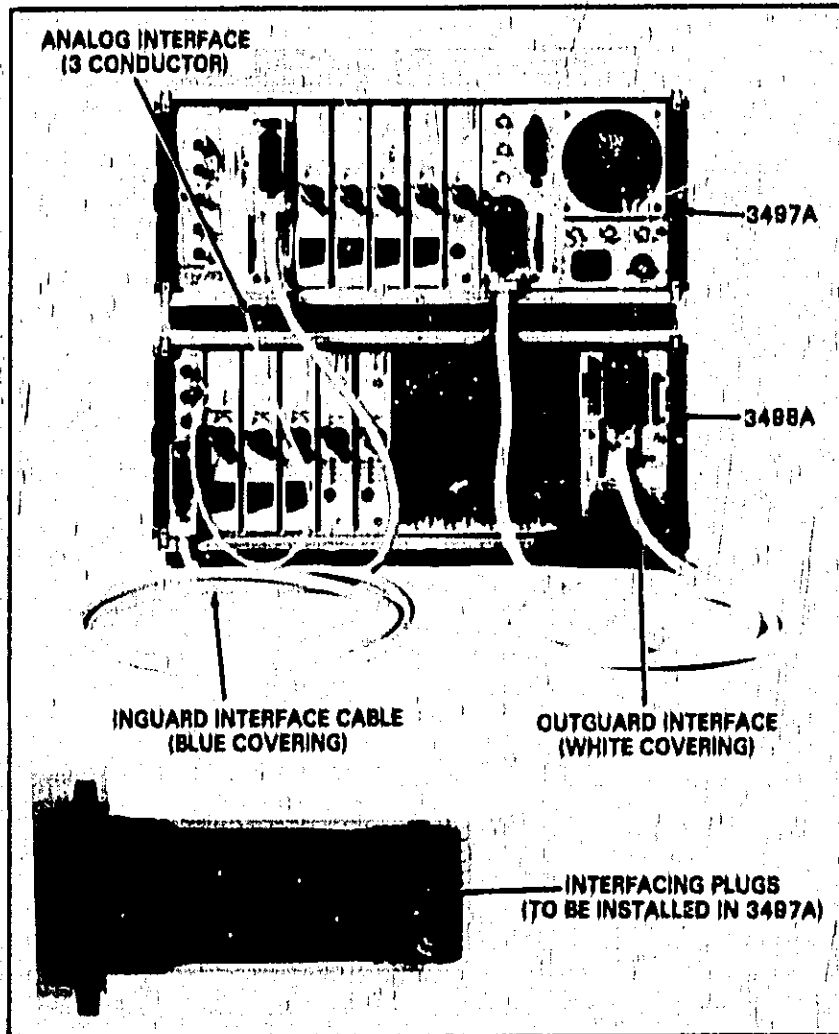 ANALOG INTERFACE
(3 CONDUCTOR)
3497A
3498A
INGUARD INTERFACE CABLE
(BLUE COVERING)
OUTGUARD INTERFACE
(WHITE COVERING)
INTERFACING PLUGS
(TO BE INSTALLED IN 3497A)